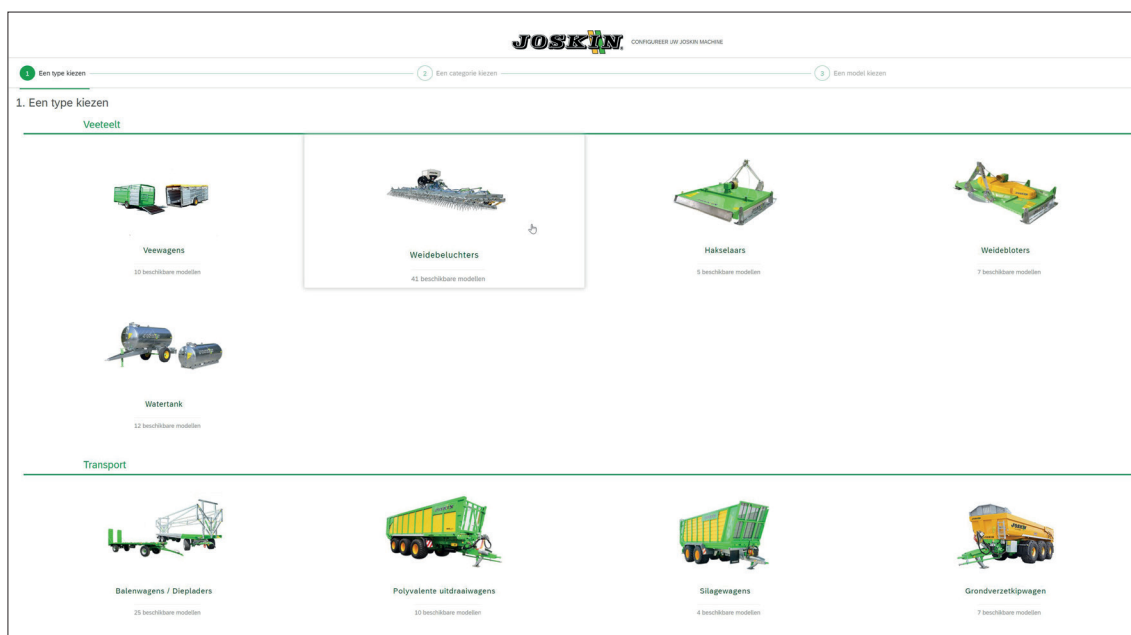 JOSKIN CONFIGUREER UW JOSKIN MACHINE
1 Een type kiezen
2 Een categorie kiezen
3 Een model kiezen
1. Een type kiezen
Veeteelt
Veewagens
10 beschikbare modellen
Weidebeluchters
41 beschikbare modellen
Hakselaars
5 beschikbare modellen
Weidebloters
7 beschikbare modellen
Watertank
12 beschikbare modellen
Transport
JOSKIN
Balenwagens / Diepladers
25 beschikbare modellen
Polyvalente uitdraaiwagens
10 beschikbare modellen
Silagewagens
4 beschikbare modellen
Grondverzetkipwagen
7 beschikbare modellen